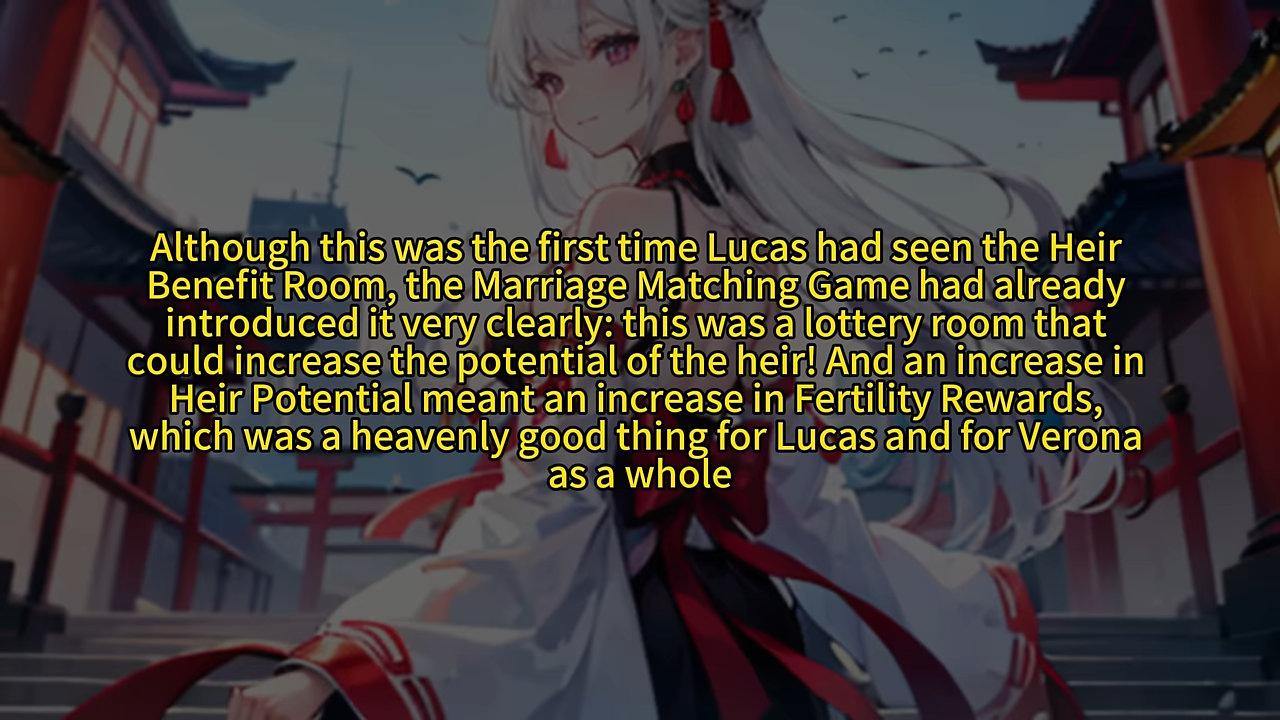 Although this was the first time Lucas had seen the Heir
Benefit Room, the Marriage Matching Game had already
introduced it very clearly: this was a lottery room that
could increase the potential of the heir! And an increase in
Heir Potential meant an increase in Fertility Rewards,
which was a heavenly good thing for Lucas and for Verona
as a whole